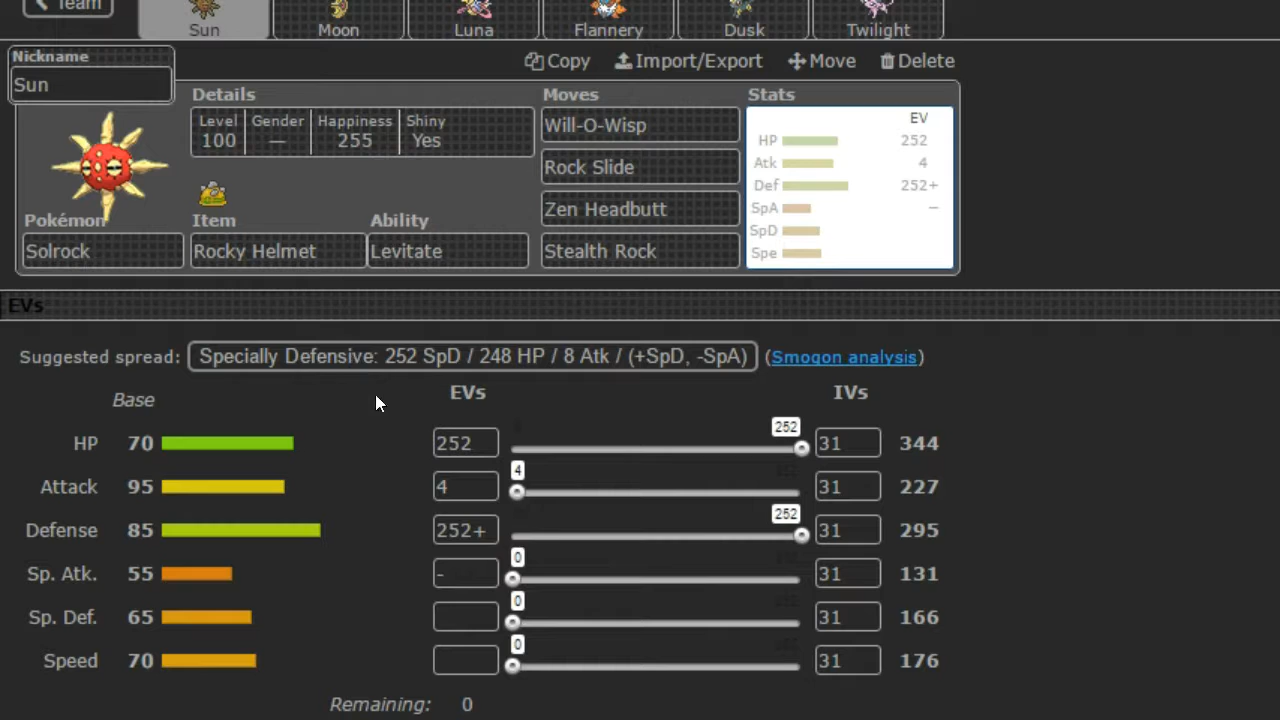 Team
Sun Moon Luna Flannery Dusk Twilight
Nickname
Sun
Copy Import/Export Move Delete
Details Moves Stats
Level Gender Happiness Shiny
100 — 255 Yes
Will-O-Wisp
Rock Slide
Zen Headbutt
Stealth Rock
EV
HP 252
Atk 4
Def 252+
SpA −
SpD
Spe
Pokémon Item Ability
Solrock Rocky Helmet Levitate
EVs
Suggested spread: Specially Defensive: 252 SpD / 248 HP / 8 Atk / (+SpD, -SpA) (Smogon analysis)
Base EVs IVs
HP 70 252 252 31 344
Attack 95 4 4 31 227
Defense 85 252+ 252 31 295
Sp. Atk. 55 - 0 31 131
Sp. Def. 65 0 31 166
Speed 70 0 31 176
Remaining: 0